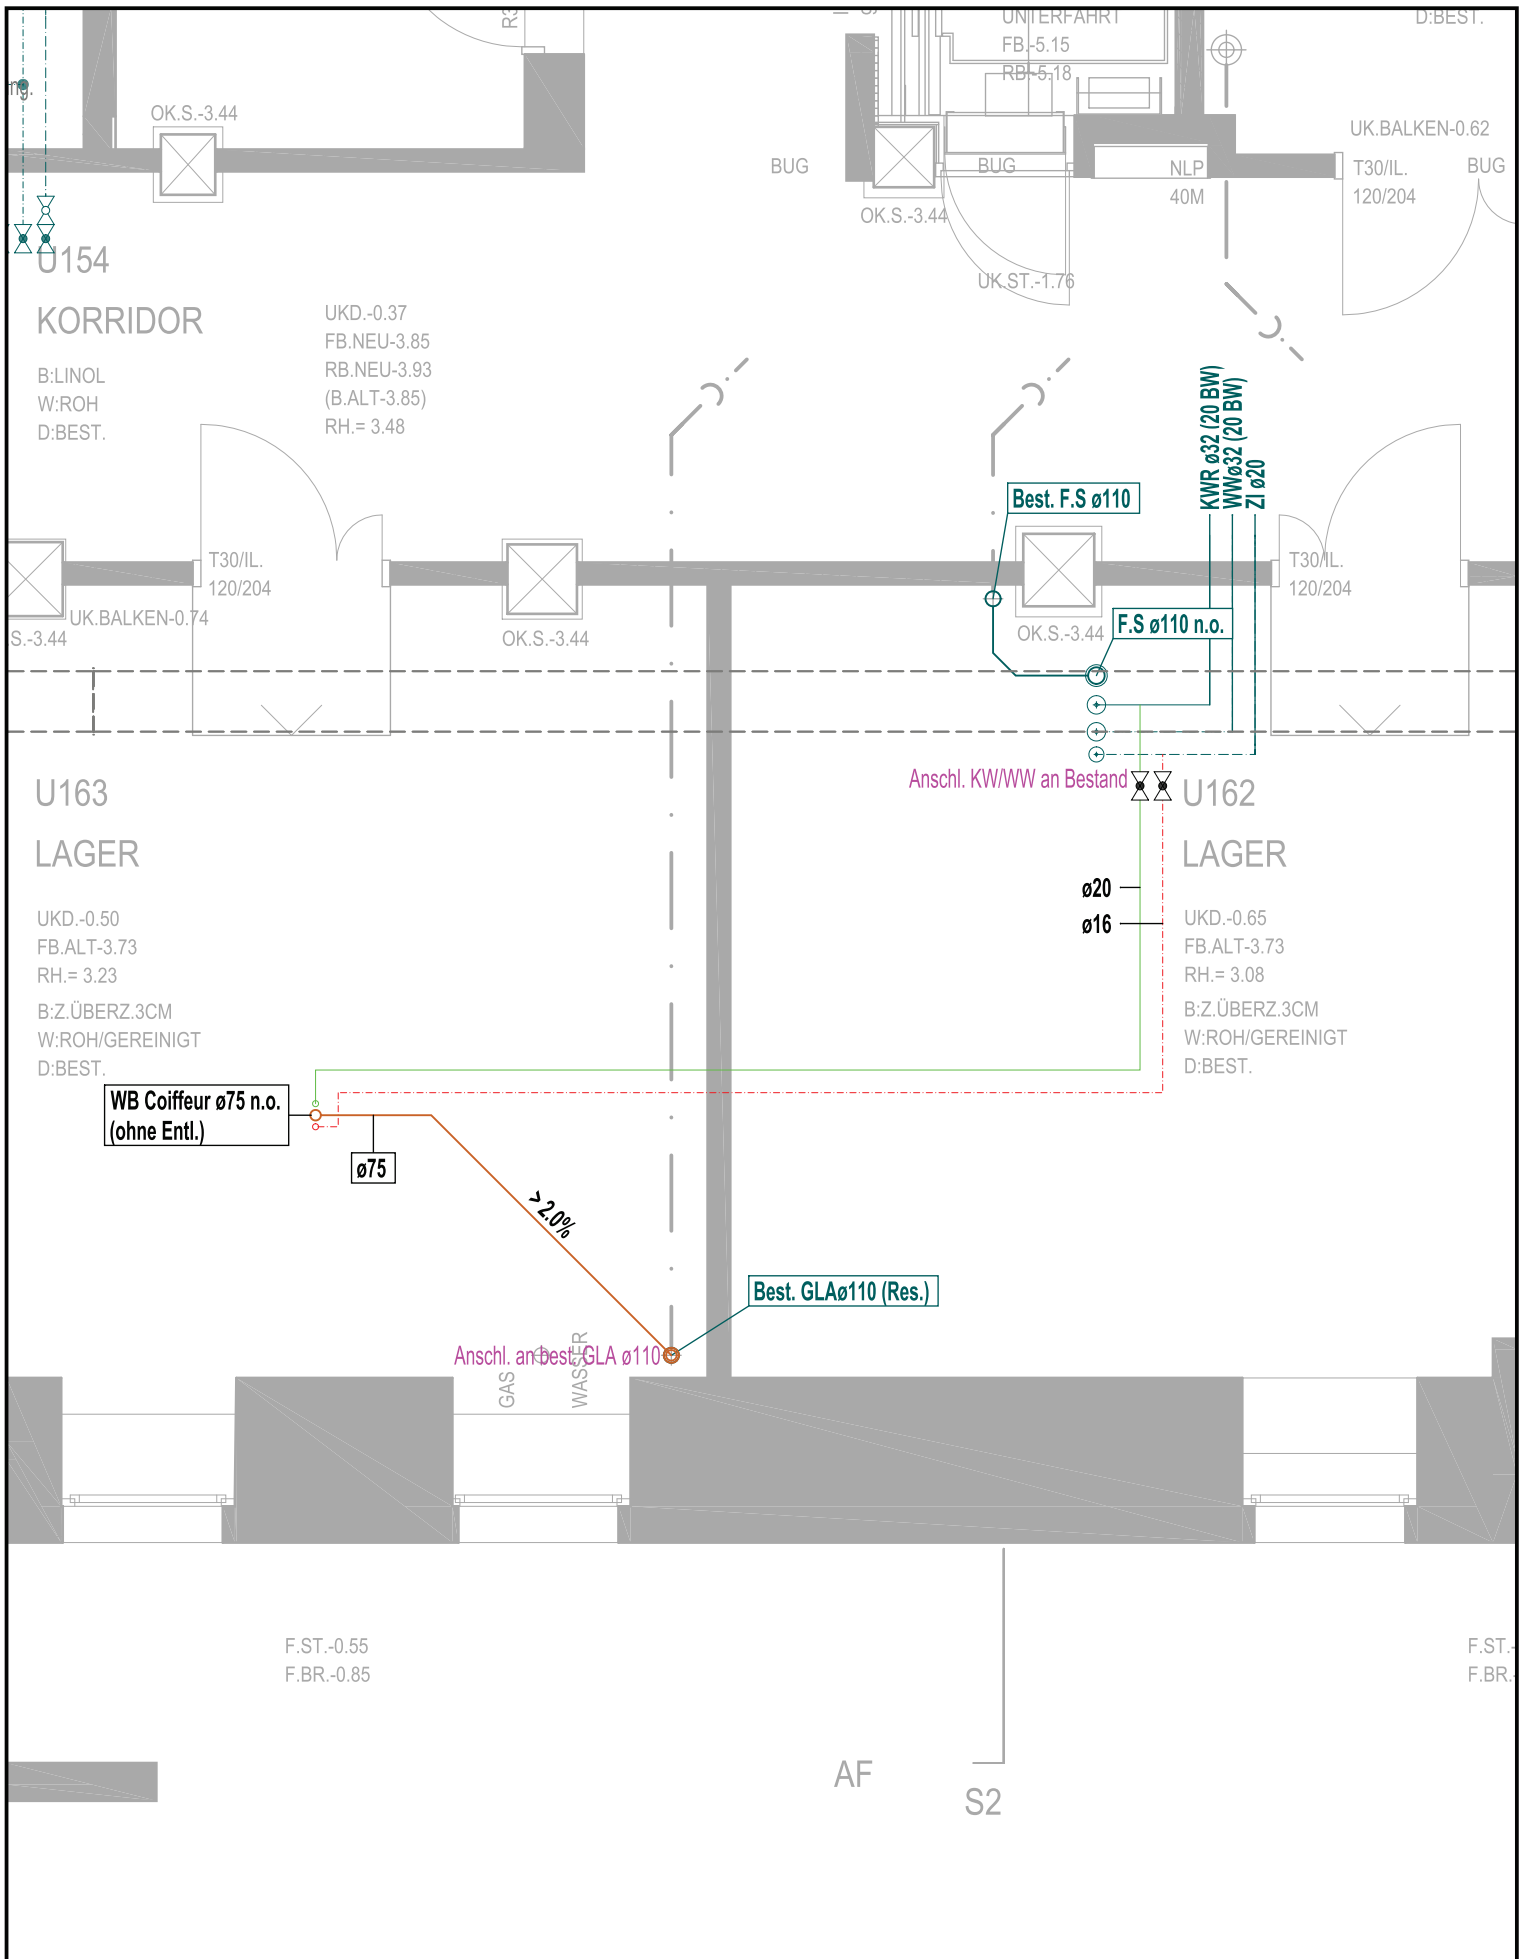 UNTERFAHRT
FB.-5.15
RB.-5.18
D:BEST.
OK.S.-3.44
UK.BALKEN-0.62
BUG
BUG
NLP
40M
T30/IL.
120/204
BUG
OK.S.-3.44
UK.ST.-1.76
U154
KORRIDOR
B:LINOL
W:ROH
D:BEST.
UKD.-0.37
FB.NEU-3.85
RB.NEU-3.93
(B.ALT-3.85)
RH.= 3.48
KWR ø32 (20 BW)
WWø32 (20 BW)
ZI ø20
Best. F.S ø110
T30/IL.
120/204
T30/IL.
120/204
UK.BALKEN-0.74
S.-3.44
OK.S.-3.44
OK.S.-3.44
F.S ø110 n.o.
Anschl. KW/WW an Bestand
U163
LAGER
UKD.-0.50
FB.ALT-3.73
RH.= 3.23
B:Z.ÜBERZ.3CM
W:ROH/GEREINIGT
D:BEST.
U162
LAGER
ø20
ø16
UKD.-0.65
FB.ALT-3.73
RH.= 3.08
B:Z.ÜBERZ.3CM
W:ROH/GEREINIGT
D:BEST.
WB Coiffeur ø75 n.o.
(ohne Entl.)
ø75
> 2.0%
Best. GLAø110 (Res.)
Anschl. an best. GLA ø110
GAS
WASSER
F.ST.-0.55
F.BR.-0.85
F.ST.-
F.BR.-
AF
S2